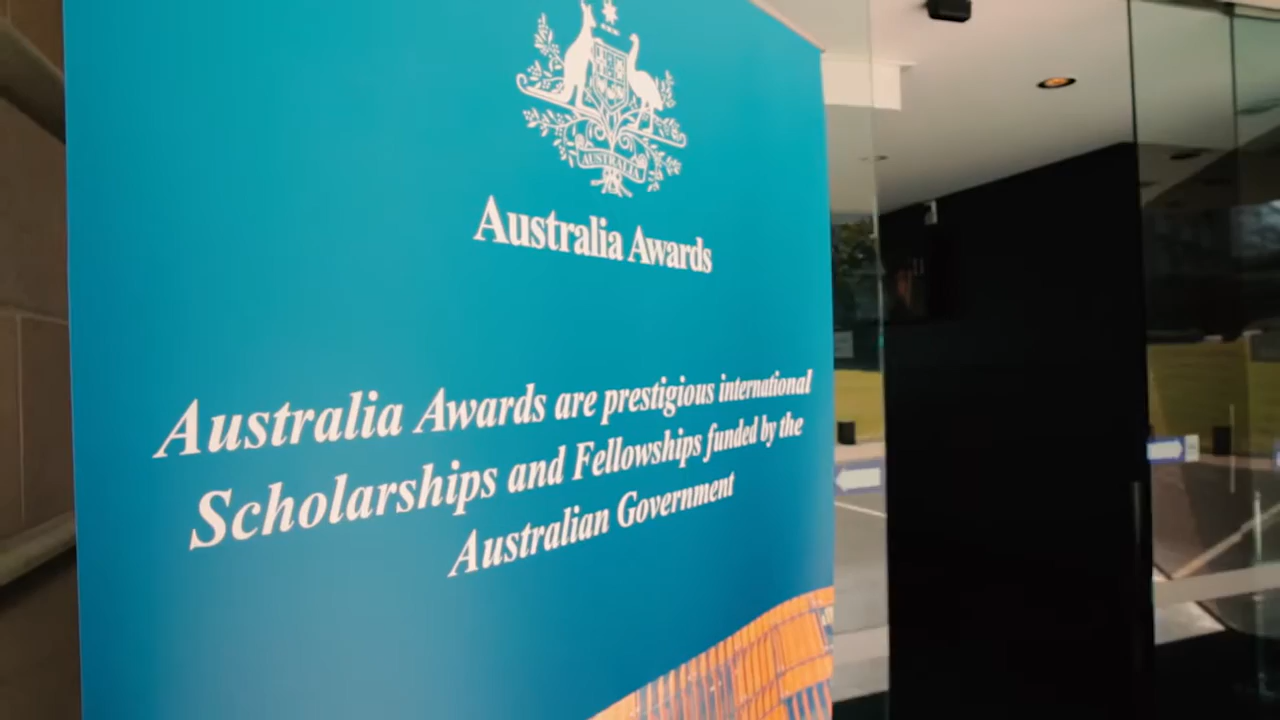 AUSTRALIA
Australia Awards
Australia Awards are prestigious international
Scholarships and Fellowships funded by the
Australian Government